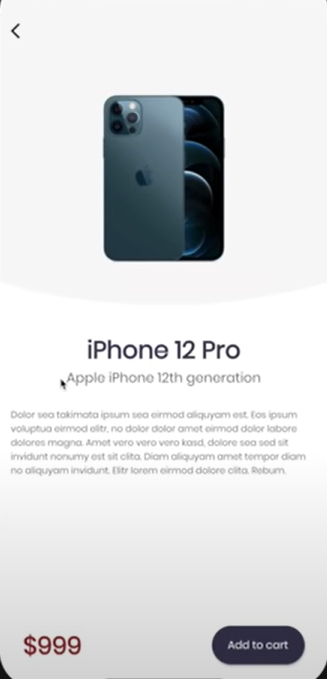 iPhone 12 Pro
Apple iPhone 12th generation
Dolor sea takimata ipsum sea eirmod aliquyam est. Eos ipsum
voluptua eirmod elitr, no dolor dolor amet eirmod dolor labore
dolores magna. Amet vero vero vero kasd, dolore sea sed sit
invidunt nonumy est sit clita. Diam aliquyam amet tempor diam
no aliquyam invidunt. Elitr lorem eirmod dolore clita. Rebum.
$999
Add to cart